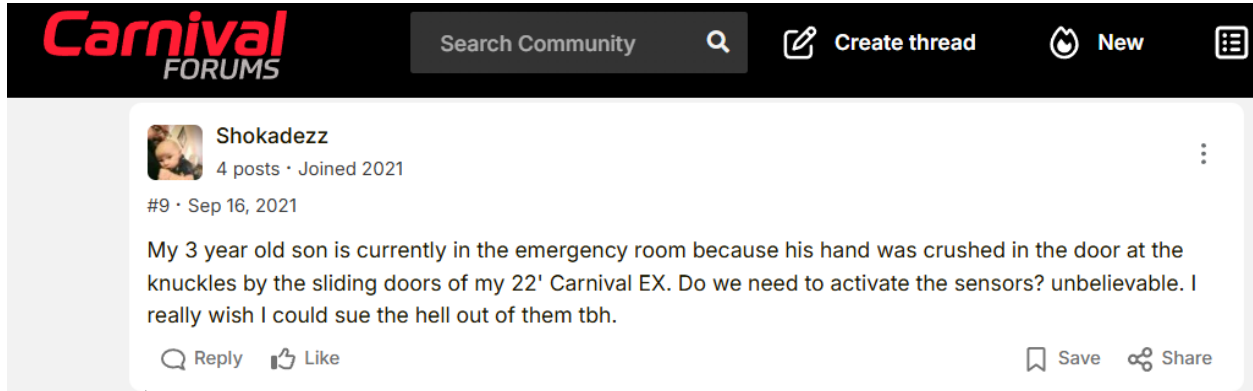 Carnival
FORUMS
Search Community
Create thread
New
Shokadezz
4 posts · Joined 2021
#9 · Sep 16, 2021
My 3 year old son is currently in the emergency room because his hand was crushed in the door at the
knuckles by the sliding doors of my 22' Carnival EX. Do we need to activate the sensors? unbelievable. I
really wish I could sue the hell out of them tbh.
Reply
Like
Save
Share